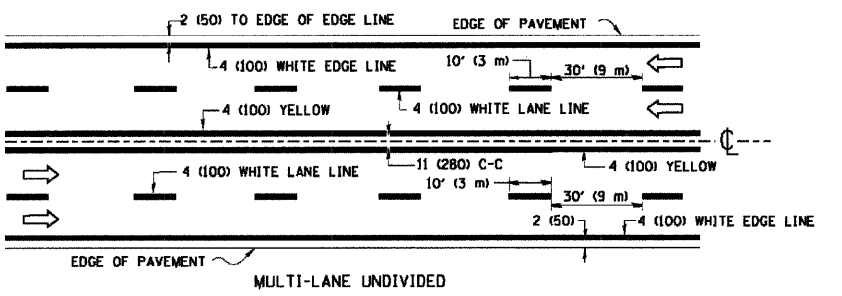 2 (50) TO EDGE OF EDGE LINE
EDGE OF PAVEMENT
4 (100) WHITE EDGE LINE
10' (3 m)
30' (9 m)
4 (100) YELLOW
4 (100) WHITE LANE LINE
CL
4 (100) WHITE LANE LINE
11 (280) C-C
4 (100) YELLOW
10' (3 m)
30' (9 m)
2 (50)
4 (100) WHITE EDGE LINE
EDGE OF PAVEMENT
MULTI-LANE UNDIVIDED